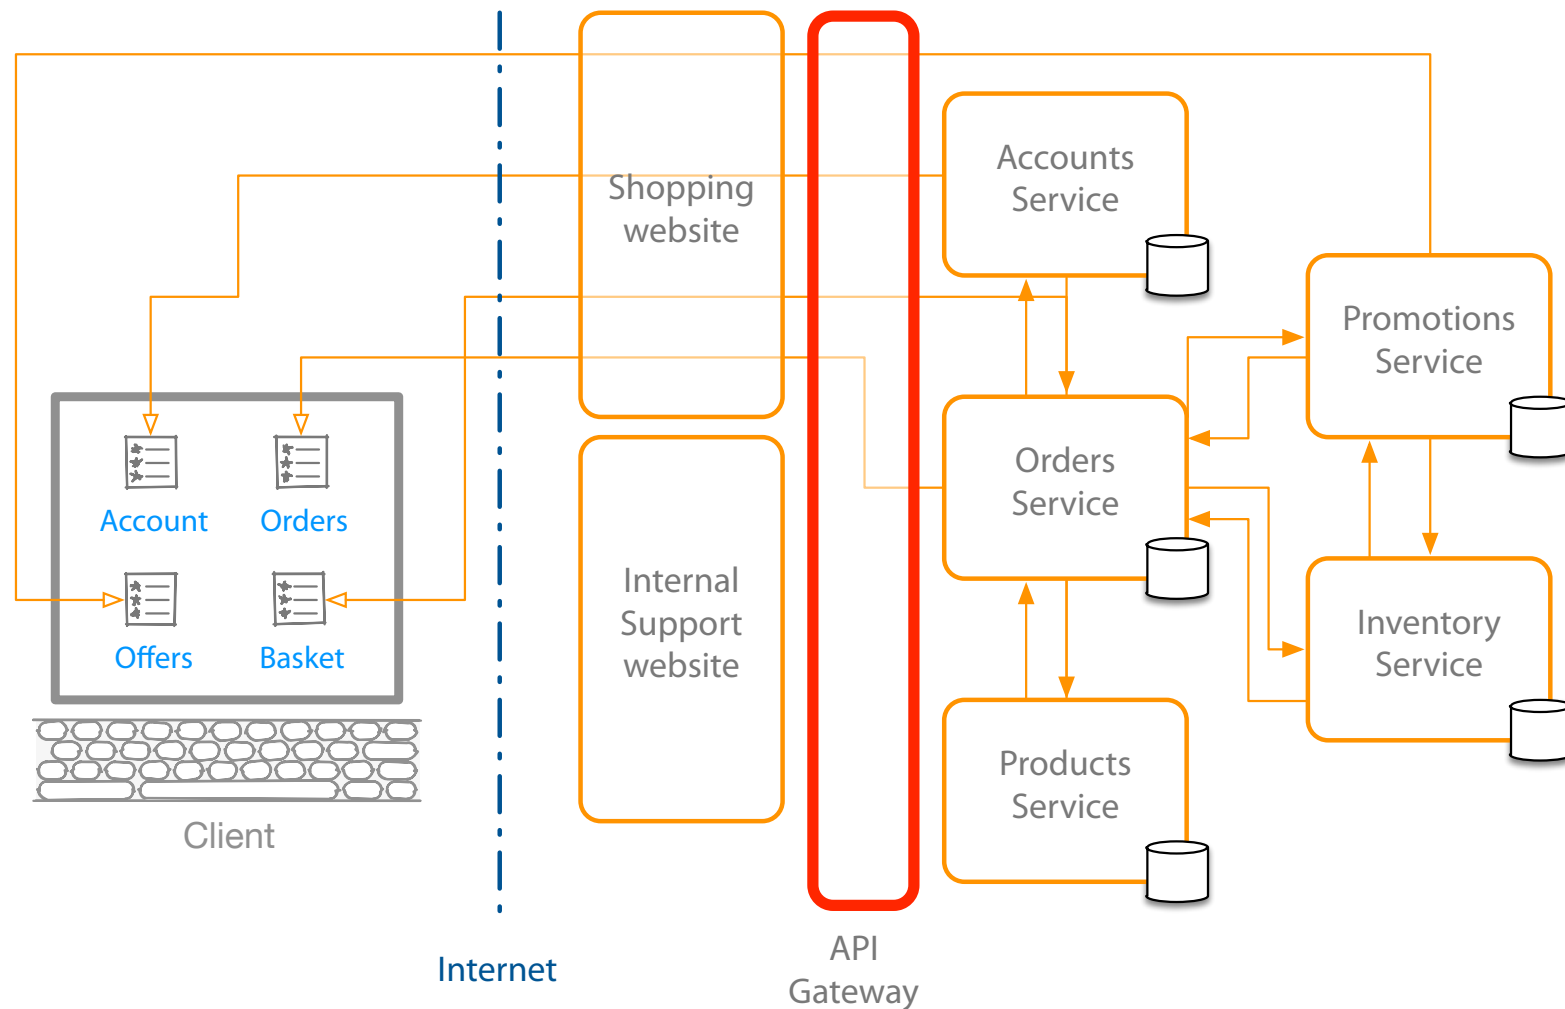 Shopping
website
Accounts
Service
Promotions
Service
Account
Orders
Offers
Basket
Orders
Service
Internal
Support
website
Inventory
Service
Products
Service
Client
Internet
API
Gateway